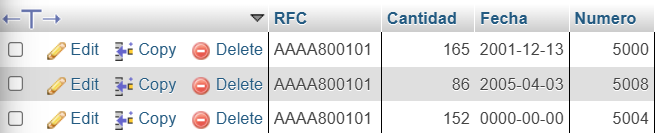 RFC Cantidad Fecha Numero
Edit Copy Delete AAAA800101 165 2001-12-13 5000
Edit Copy Delete AAAA800101 86 2005-04-03 5008
Edit Copy Delete AAAA800101 152 0000-00-00 5004